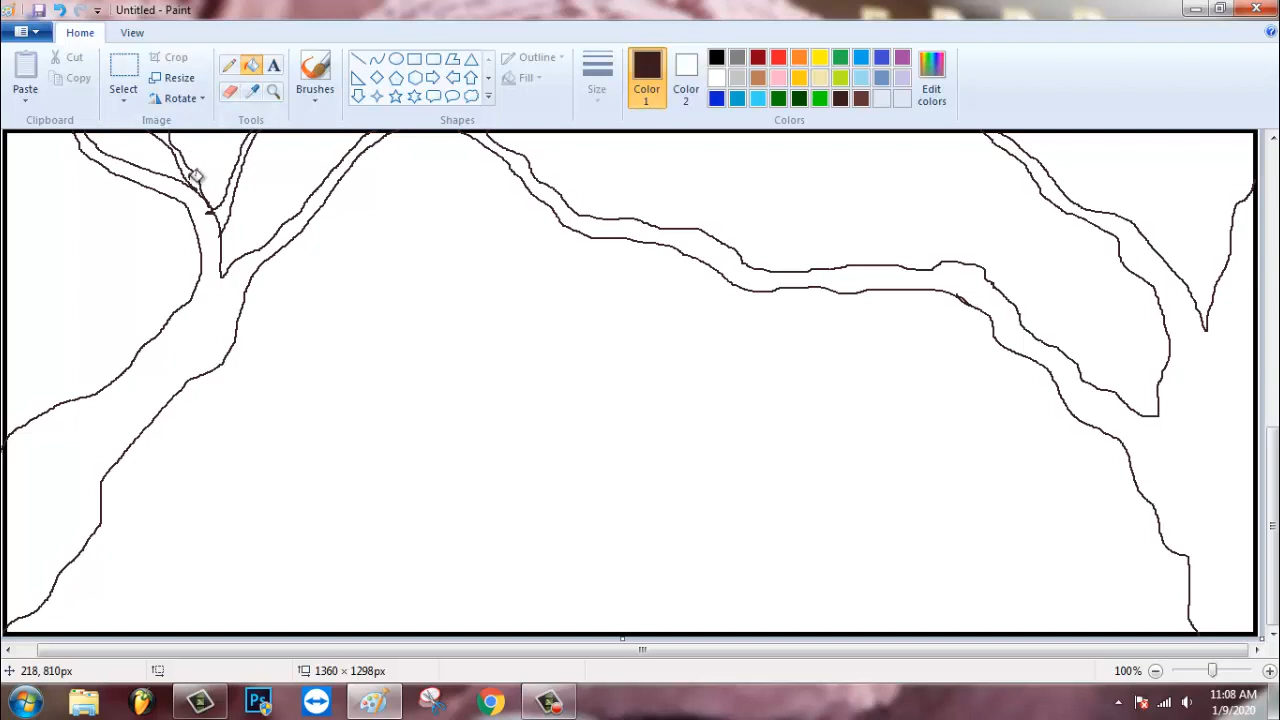 Untitled - Paint
Home View
Paste Cut Copy Select Crop Resize Rotate A Brushes Outline Fill Size Color 1 Color 2 Edit colors
Clipboard Image Tools Shapes Colors
218, 810px 1360 × 1298px 100%
Ps 11:08 AM
1/9/2020